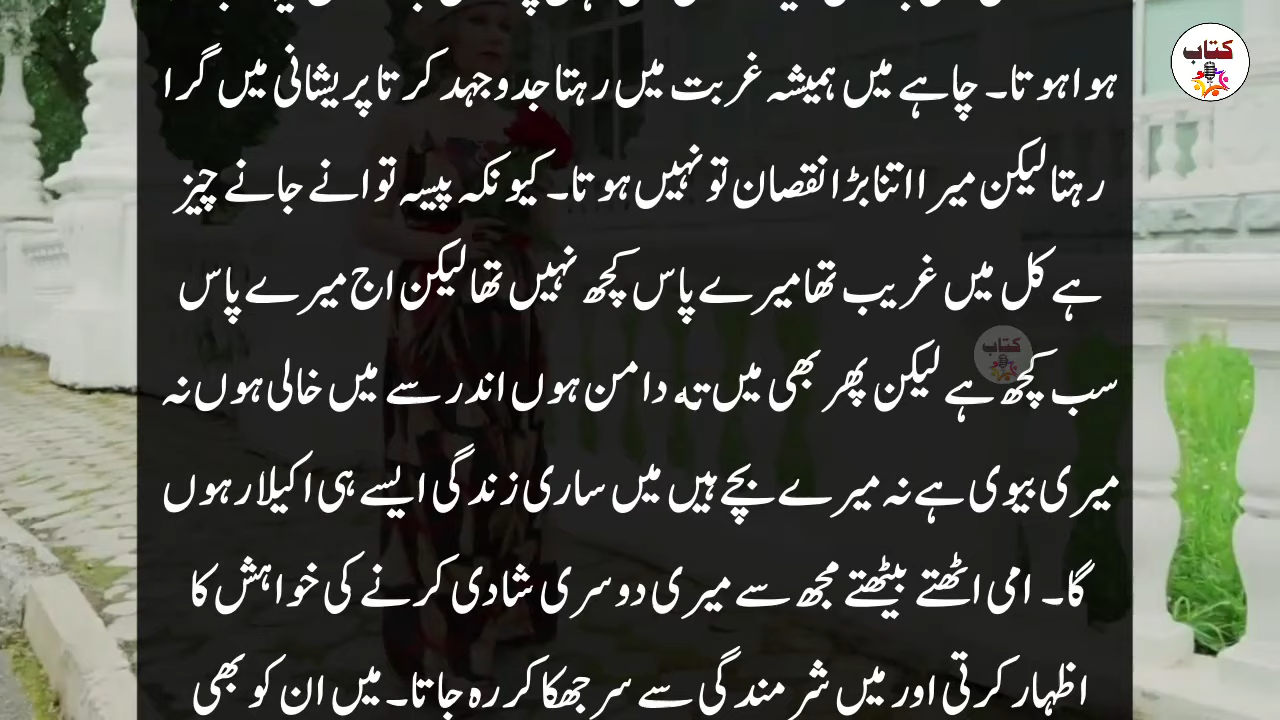 کتاب
ہوا ہوتا۔ چاہے میں ہمیشہ غربت میں رہتا جدوجہد کرتا پریشانی میں گرا
رہتا لیکن میرا اتنا بڑا نقصان تو نہیں ہوتا۔ کیونکہ پیسہ تو انے جانے چیز
ہے کل میں غریب تھا میرے پاس کچھ نہیں تھا لیکن اج میرے پاس
سب کچھ ہے لیکن پھر بھی میں تہ دامن ہوں اندر سے میں خالی ہوں نہ
کتاب
میری بیوی ہے نہ میرے بچے ہیں میں ساری زندگی ایسے ہی اکیلا رہوں
گا۔ امی اٹھتے بیٹھتے مجھ سے میری دوسری شادی کرنے کی خواہش کا
اظہار کرتی اور میں شرمندگی سے سر جھکا کر رہ جاتا۔ میں ان کو بھی